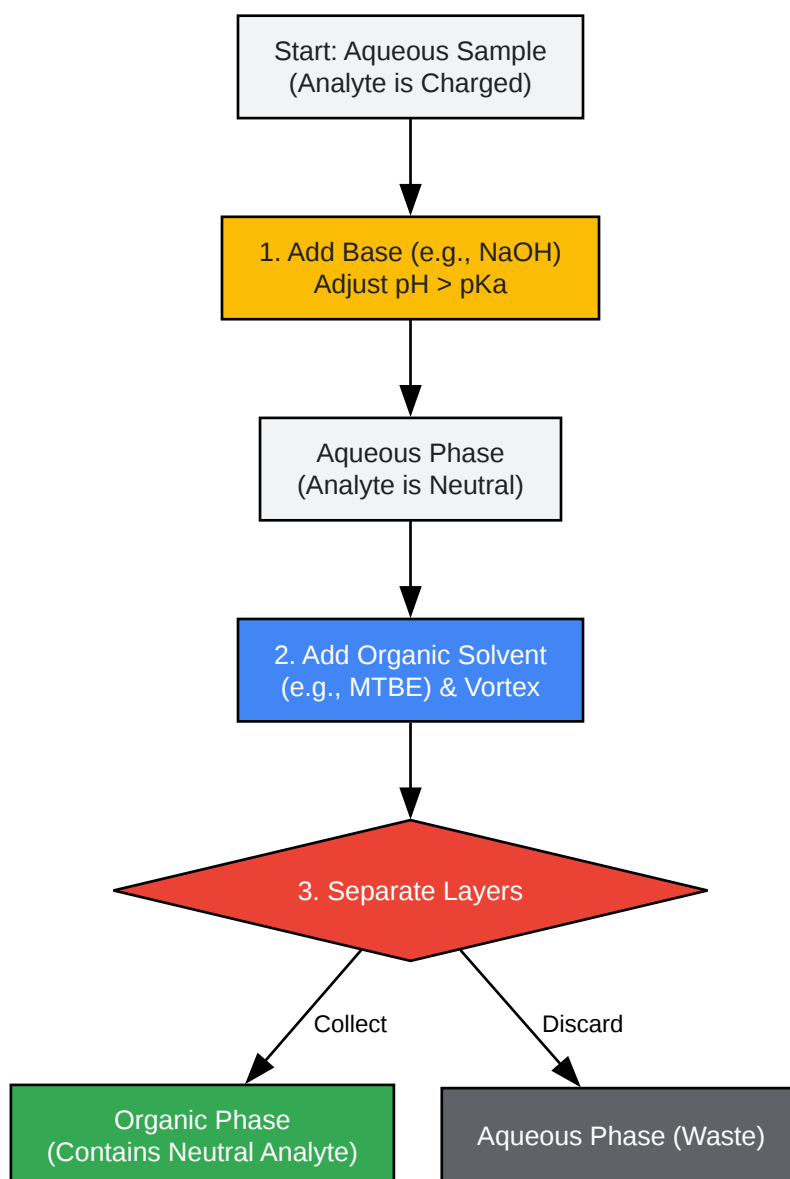 Start: Aqueous Sample
(Analyte is Charged)
1. Add Base (e.g., NaOH)
Adjust pH > pKa
Aqueous Phase
(Analyte is Neutral)
2. Add Organic Solvent
(e.g., MTBE) & Vortex
3. Separate Layers
Collect
Discard
Organic Phase
(Contains Neutral Analyte)
Aqueous Phase (Waste)